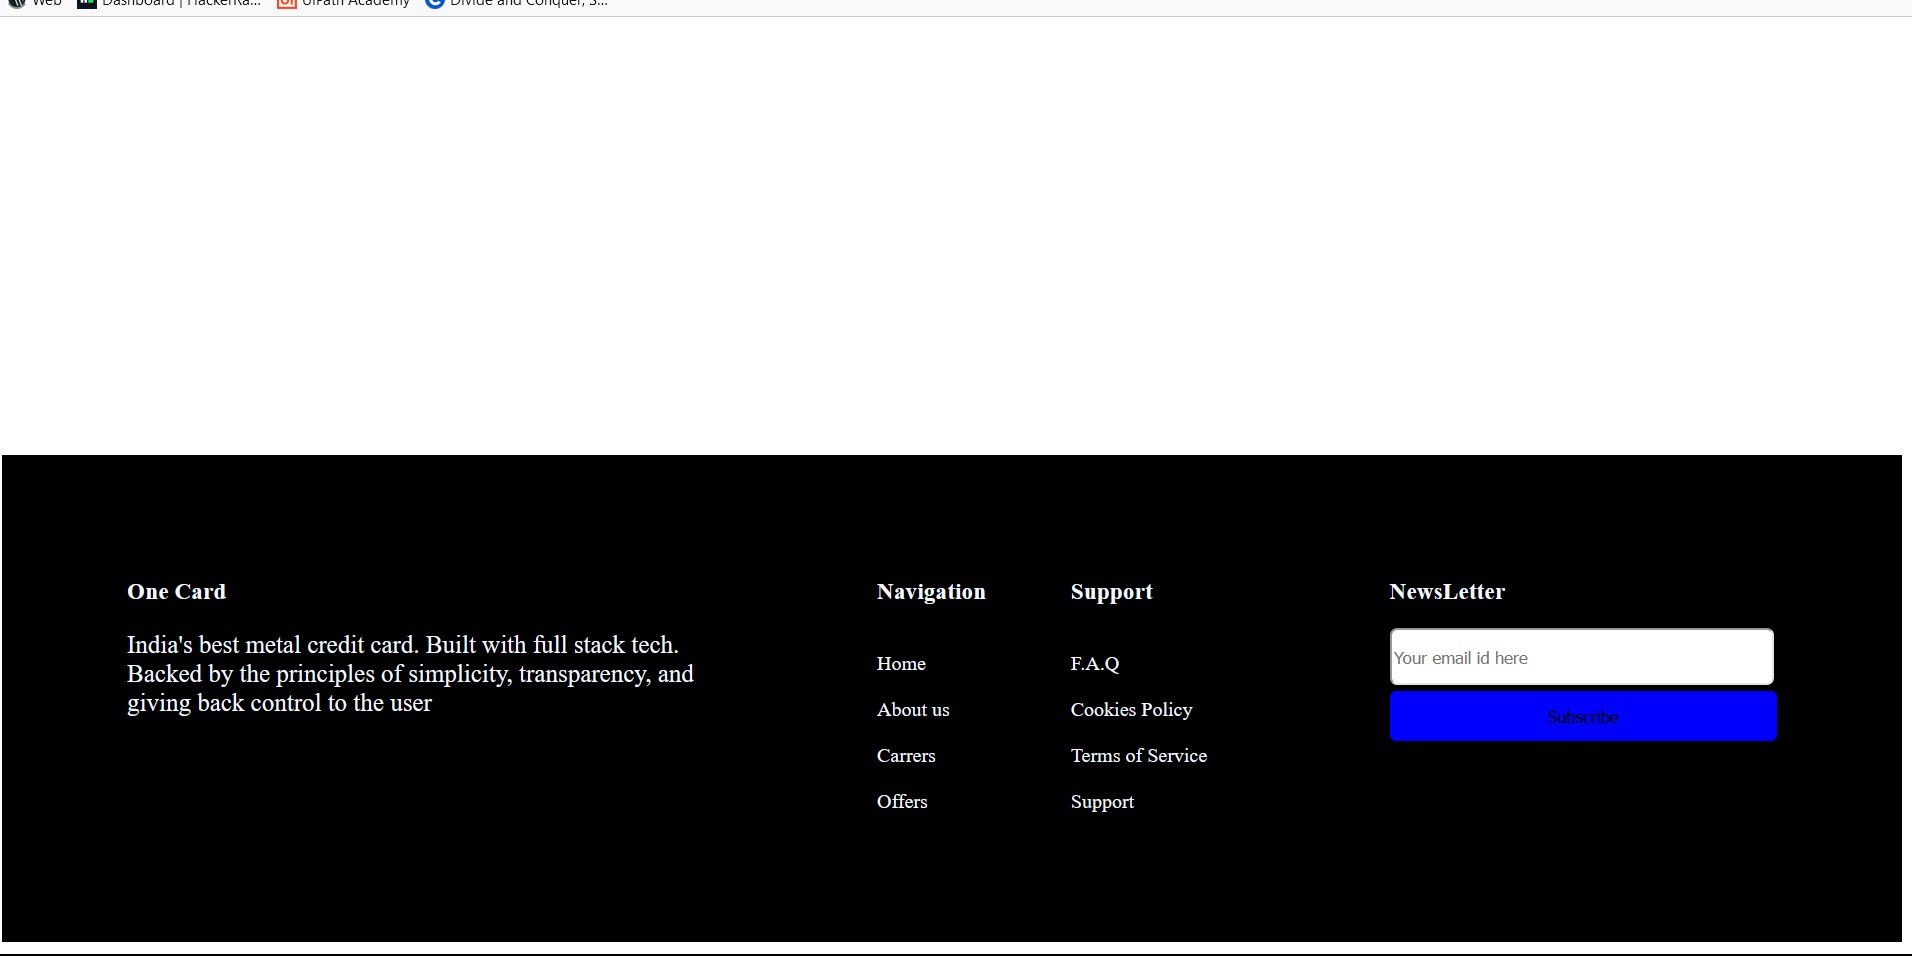 Web Dashboard | HackerRa... UiPath Academy Divide and Conquer, S...
One Card
India's best metal credit card. Built with full stack tech.
Backed by the principles of simplicity, transparency, and
giving back control to the user
Navigation
Home
About us
Carrers
Offers
Support
F.A.Q
Cookies Policy
Terms of Service
Support
NewsLetter
Your email id here
Subscribe